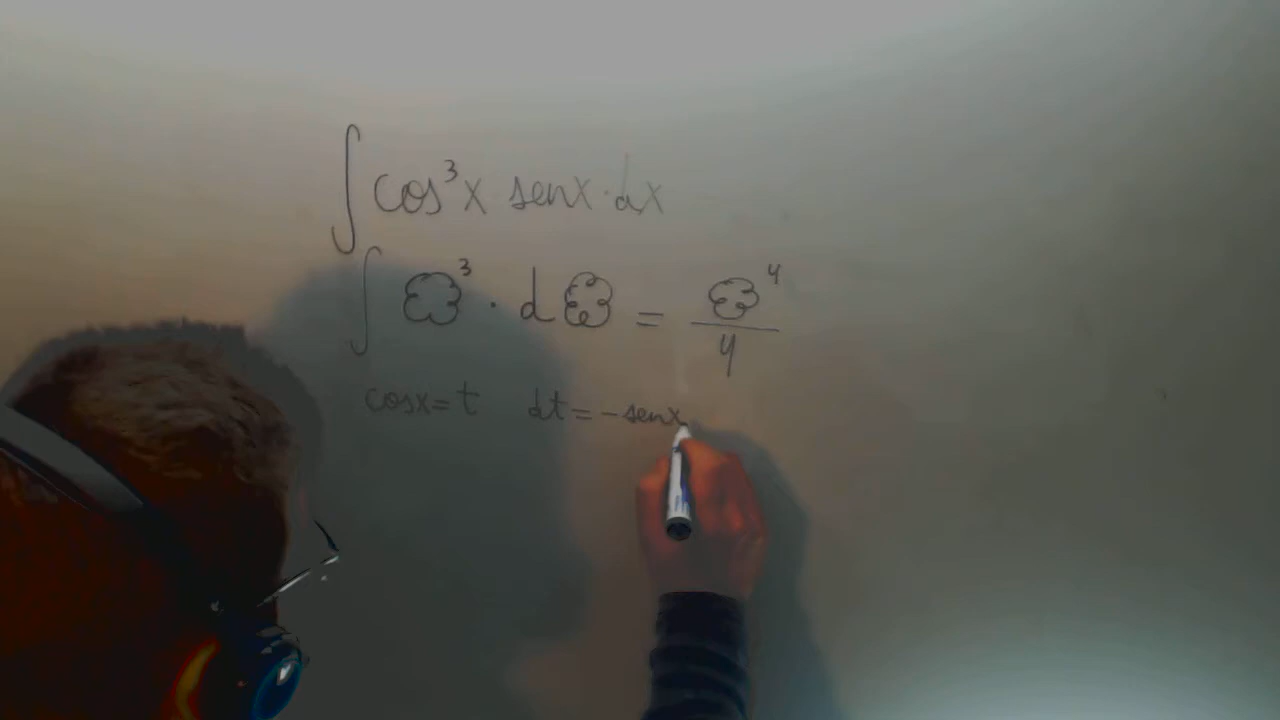 ∫ cos³x senx·dx
∫ ³ · d = ⁴/4
cosx=t dt=-senx